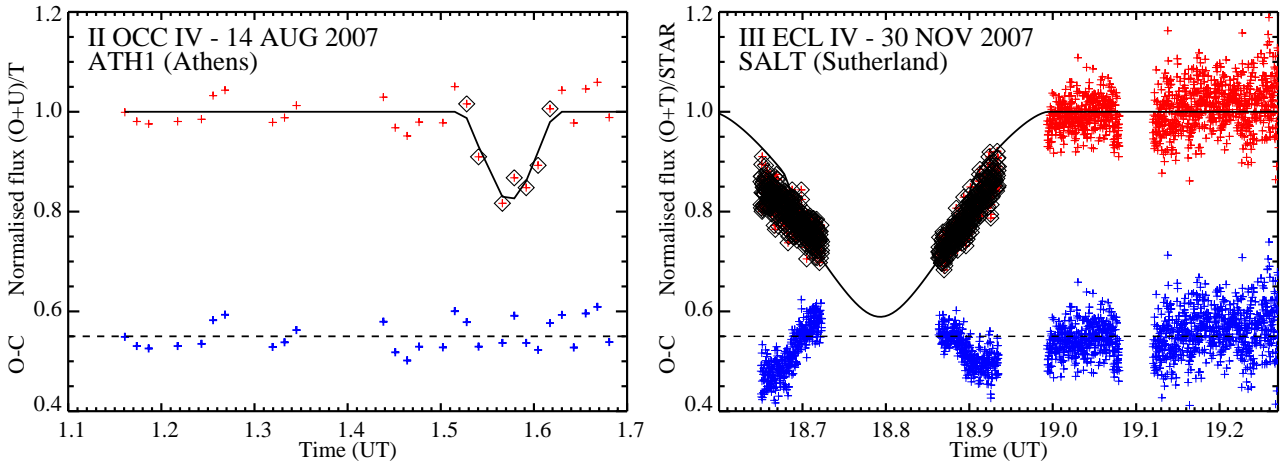 II OCC IV - 14 AUG 2007
ATH1 (Athens)
Normalised flux (O+U)/T
O-C
1.2
1.0
0.8
0.6
0.4
1.1 1.2 1.3 1.4 1.5 1.6 1.7
Time (UT)
III ECL IV - 30 NOV 2007
SALT (Sutherland)
Normalised flux (O+T)/STAR
O-C
1.2
1.0
0.8
0.6
0.4
18.7 18.8 18.9 19.0 19.1 19.2
Time (UT)